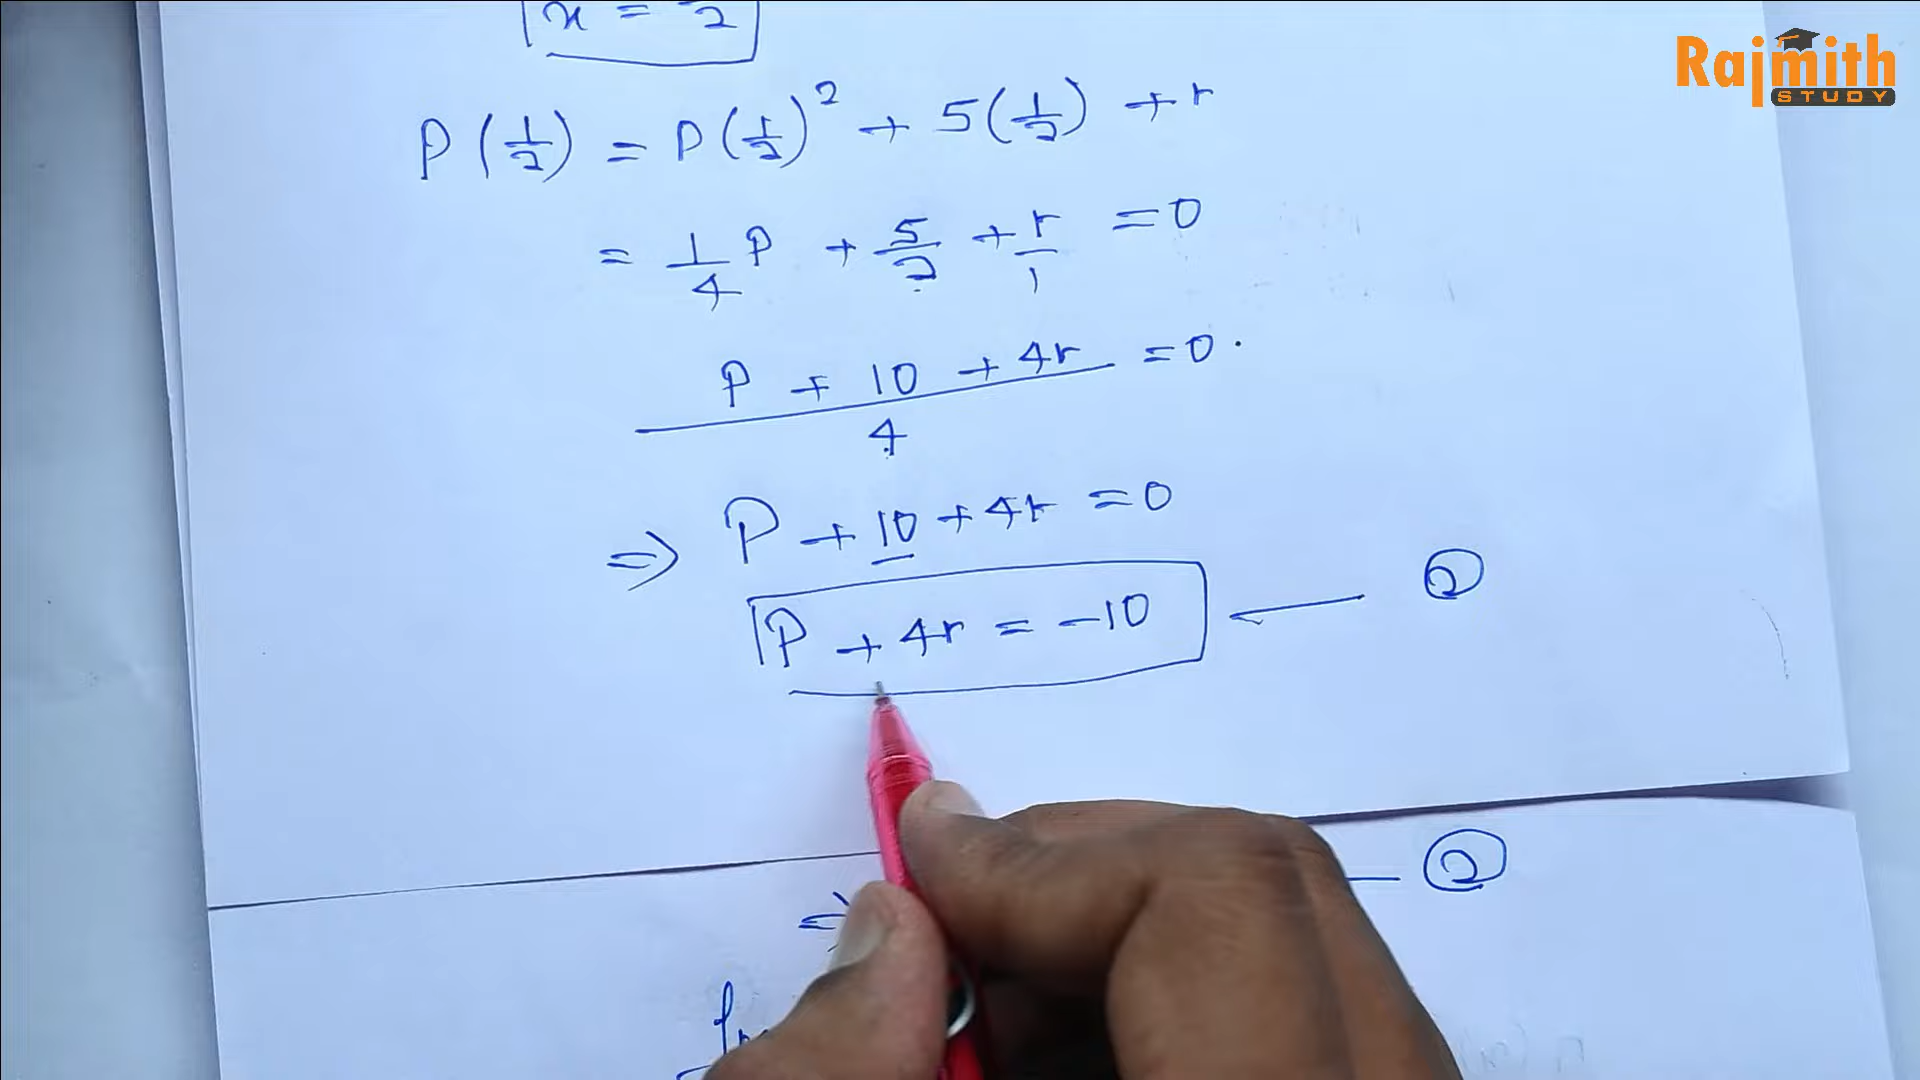 x = 1/2
Rajmith
STUDY
P(1/2) = P(1/2)² + 5(1/2) + r
= 1/4 P + 5/2 + r/1 = 0
P + 10 + 4r / 4 = 0.
⇒ P + 10 + 4r = 0
P + 4r = -10 ← ②
⇒ — ②